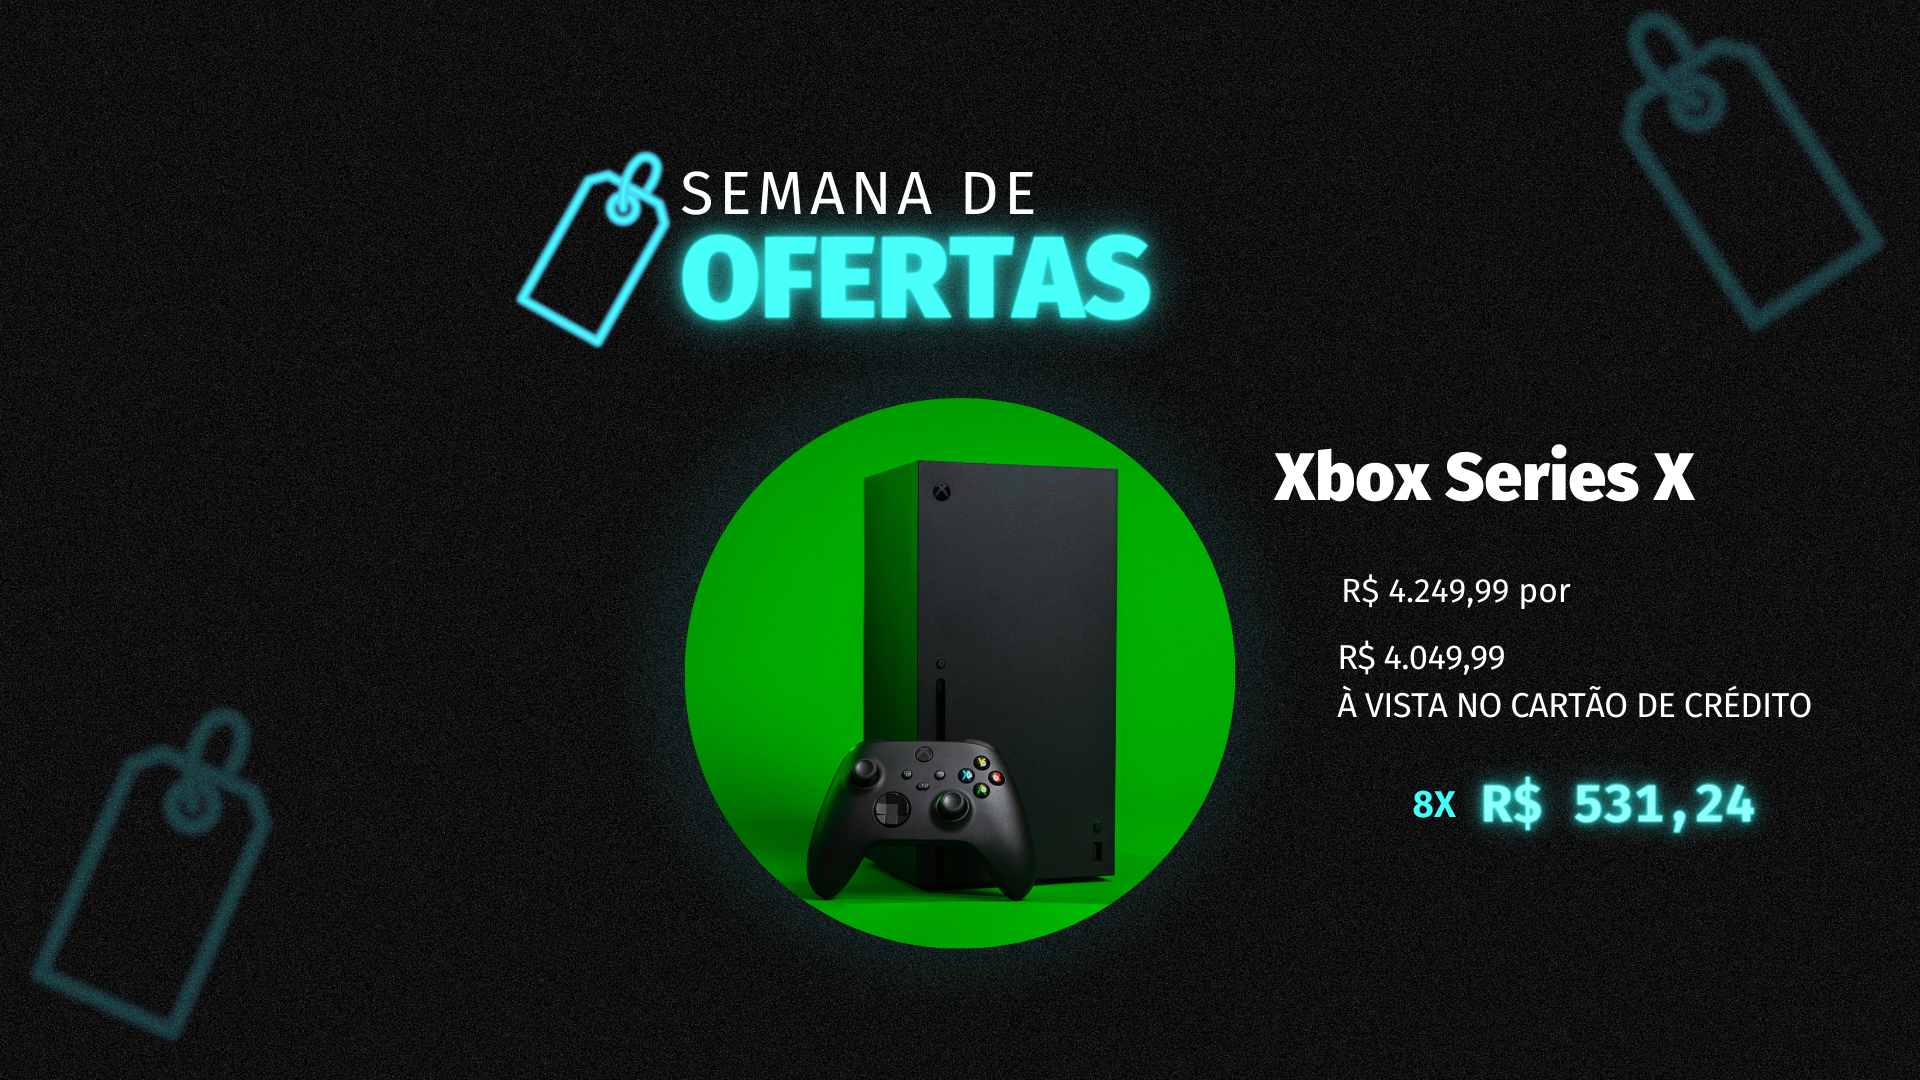 SEMANA DE
OFERTAS
Xbox Series X
R$ 4.249,99 por
R$ 4.049,99
À VISTA NO CARTÃO DE CRÉDITO
8X R$ 531,24